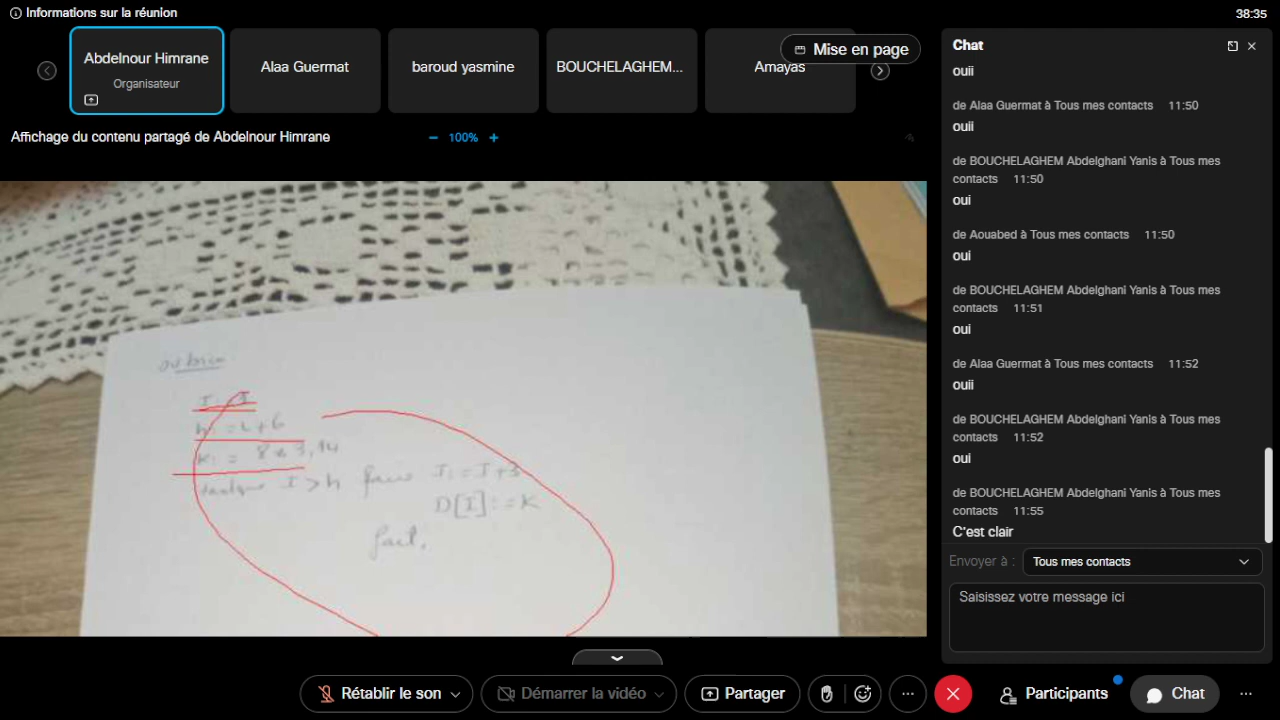 Informations sur la réunion
38:35
Abdelnour Himrane
Organisateur
Alaa Guermat
baroud yasmine
BOUCHELAGHEM...
Amayas
Mise en page
Affichage du contenu partagé de Abdelnour Himrane
− 100% +
K := 8 * 3,14
tantque I > h faire I := I+3
D[I] := K
fait,
Chat
ouii
de Alaa Guermat à Tous mes contacts 11:50
ouii
de BOUCHELAGHEM Abdelghani Yanis à Tous mes
contacts 11:50
oui
de Aouabed à Tous mes contacts 11:50
oui
de BOUCHELAGHEM Abdelghani Yanis à Tous mes
contacts 11:51
oui
de Alaa Guermat à Tous mes contacts 11:52
ouii
de BOUCHELAGHEM Abdelghani Yanis à Tous mes
contacts 11:52
oui
de BOUCHELAGHEM Abdelghani Yanis à Tous mes
contacts 11:55
C'est clair
Envoyer à :
Tous mes contacts
Saisissez votre message ici
Rétablir le son
Démarrer la vidéo
Partager
Participants
Chat